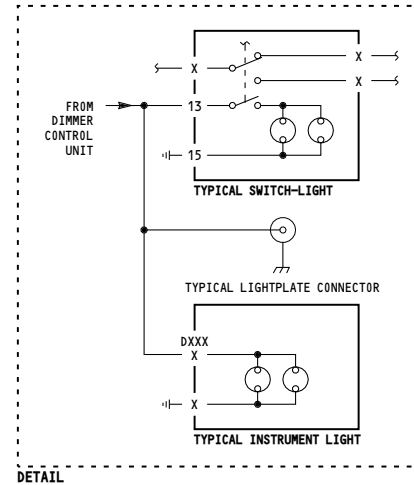 X
X
X
FROM
DIMMER
CONTROL
UNIT
13
15
TYPICAL SWITCH-LIGHT
TYPICAL LIGHTPLATE CONNECTOR
DXXX
X
X
TYPICAL INSTRUMENT LIGHT
DETAIL